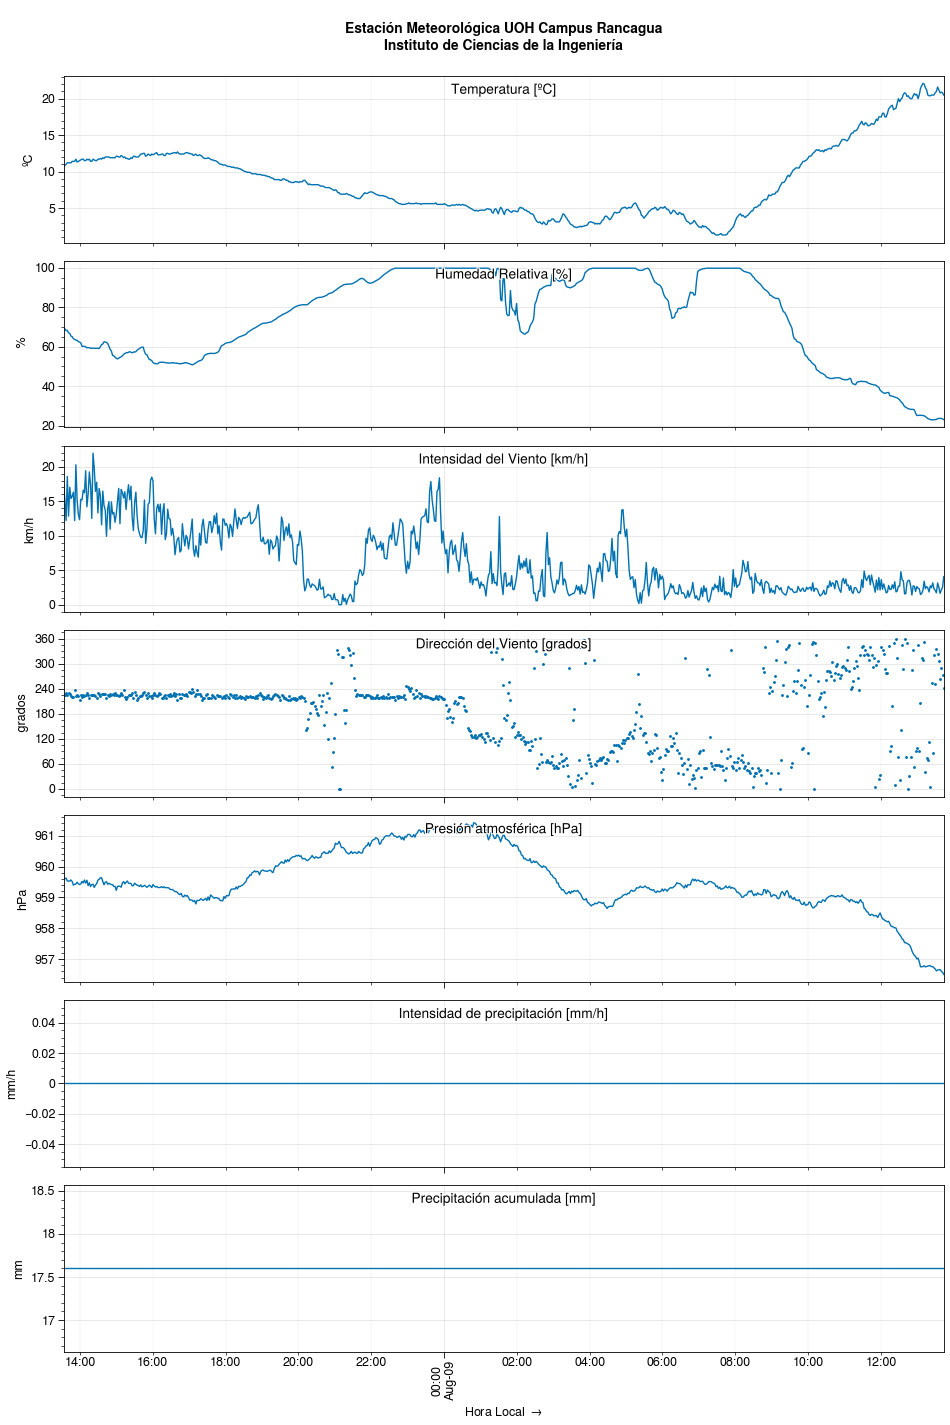 Estación Meteorológica UOH Campus Rancagua
Instituto de Ciencias de la Ingeniería
Temperatura [ºC]
20
15
10
5
ºC
Humedad Relativa [%]
100
80
60
40
20
%
Intensidad del Viento [km/h]
20
15
10
5
0
km/h
Dirección del Viento [grados]
360
300
240
180
120
60
0
grados
Presión atmosférica [hPa]
961
960
959
958
957
hPa
Intensidad de precipitación [mm/h]
0.04
0.02
0
−0.02
−0.04
mm/h
Precipitación acumulada [mm]
18.5
18
17.5
17
mm
14:00 16:00 18:00 20:00 22:00 00:00 02:00 04:00 06:00 08:00 10:00 12:00
Aug-09
Hora Local →